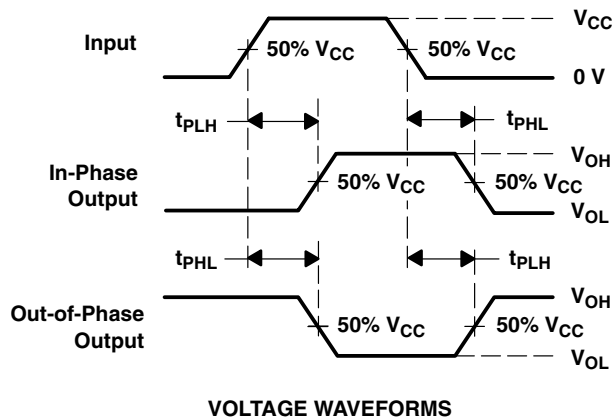 Input
50% VCC
50% VCC
VCC
0 V
tPLH
tPHL
In-Phase
Output
50% VCC
50% VCC
VOH
VOL
tPHL
tPLH
Out-of-Phase
Output
50% VCC
50% VCC
VOH
VOL
VOLTAGE WAVEFORMS